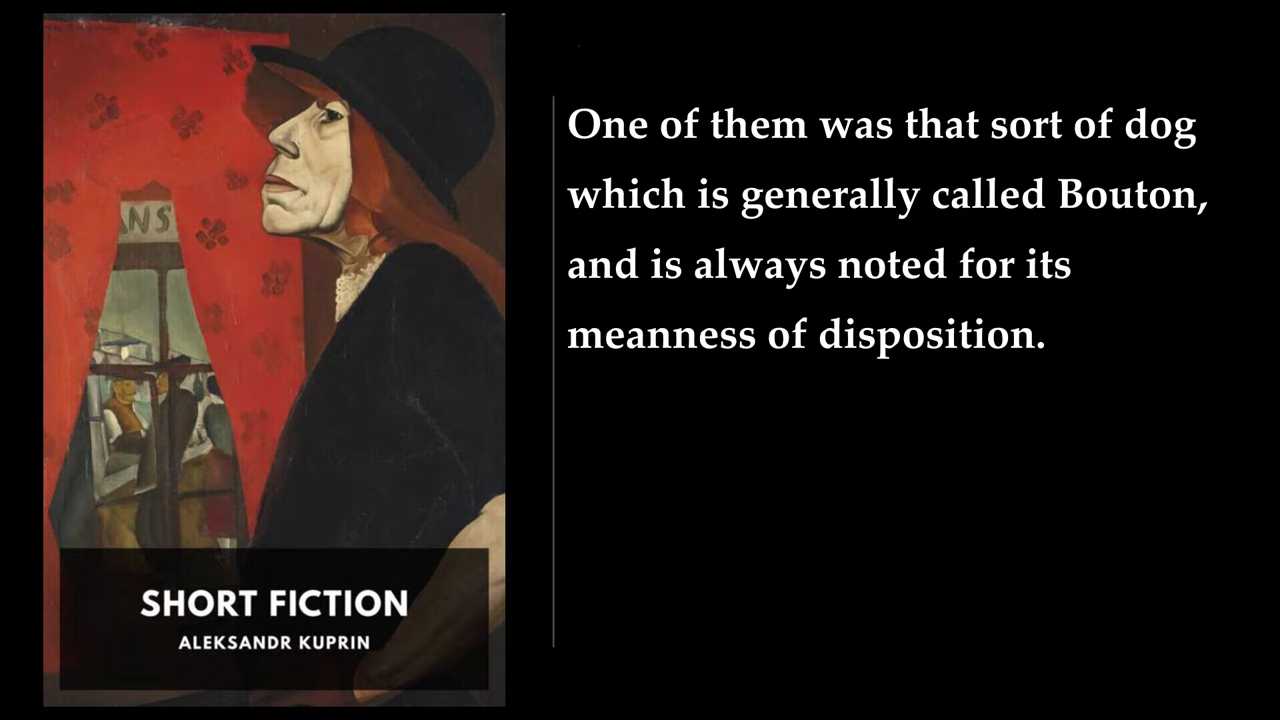 ANS
SHORT FICTION
ALEKSANDR KUPRIN
One of them was that sort of dog
which is generally called Bouton,
and is always noted for its
meanness of disposition.